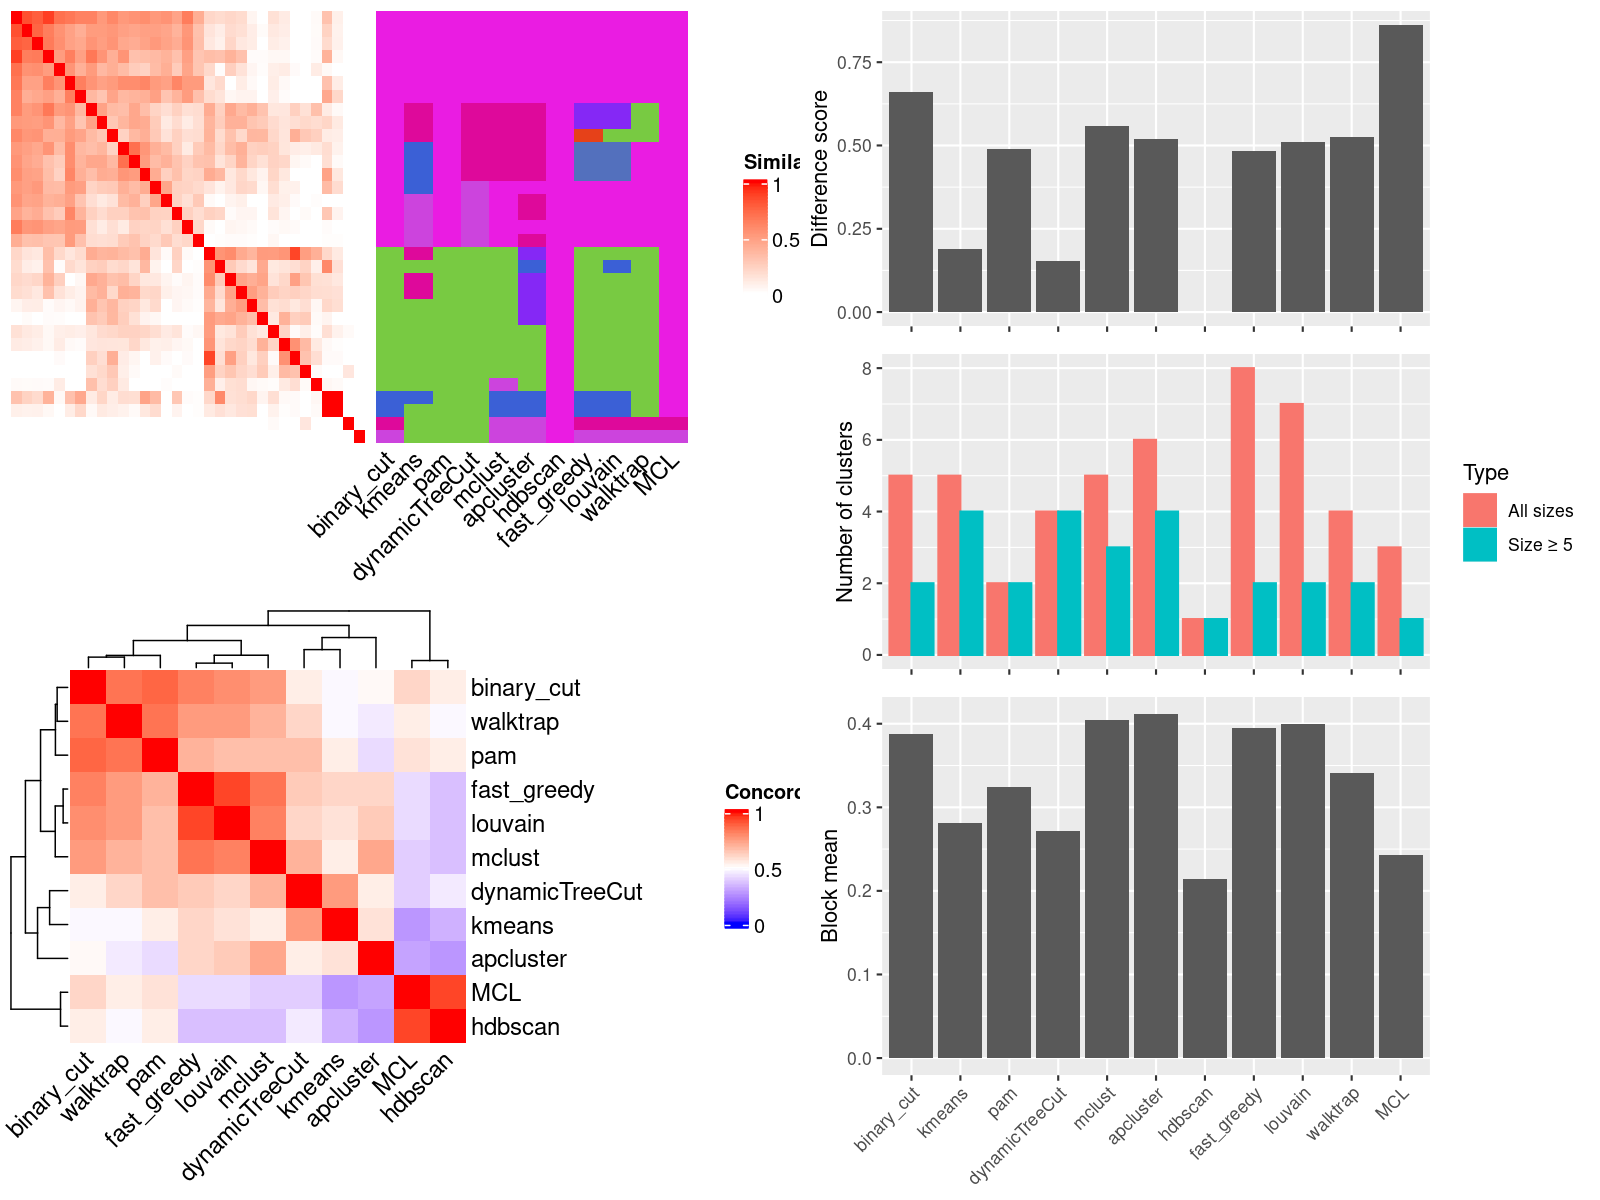 Simila
1
0.5
0
binary_cut
kmeans
pam
dynamicTreeCut
mclust
apcluster
hdbscan
fast_greedy
louvain
walktrap
MCL
Difference score
0.75
0.50
0.25
0.00
Number of clusters
8
6
4
2
0
Type
All sizes
Size ≥ 5
binary_cut
walktrap
pam
fast_greedy
louvain
mclust
dynamicTreeCut
kmeans
apcluster
MCL
hdbscan
binary_cut
walktrap
pam
fast_greedy
louvain
mclust
dynamicTreeCut
kmeans
apcluster
MCL
hdbscan
Concord
1
0.5
0
Block mean
0.4
0.3
0.2
0.1
0.0
binary_cut
kmeans
pam
dynamicTreeCut
mclust
apcluster
hdbscan
fast_greedy
louvain
walktrap
MCL